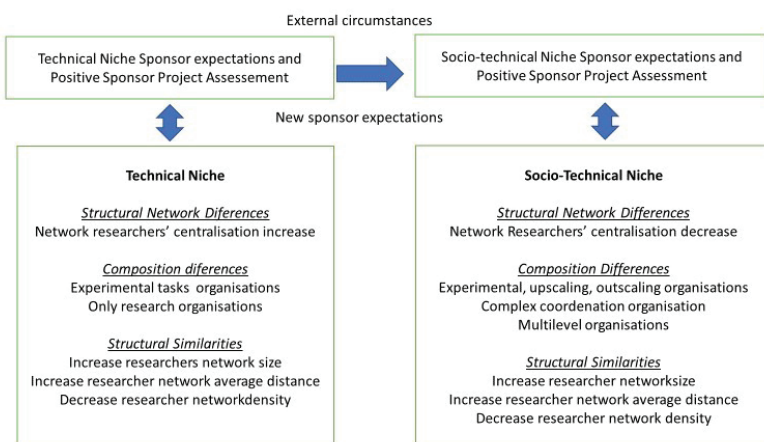 External circumstances
Technical Niche Sponsor expectations and
Positive Sponsor Project Assessement
Socio-technical Niche Sponsor expectations and
Positive Sponsor Project Assessment
New sponsor expectations
Technical Niche
Structural Network Diferences
Network researchers' centralisation increase
Composition diferences
Experimental tasks organisations
Only research organisations
Structural Similarities
Increase researchers network size
Increase researcher network average distance
Decrease researcher networkdensity
Socio-Technical Niche
Structural Network Differences
Network Researchers' centralisation decrease
Composition Differences
Experimental, upscaling, outscaling organisations
Complex coordenation organisation
Multilevel organisations
Structural Similarities
Increase researcher networksize
Increase researcher network average distance
Decrease researcher network density